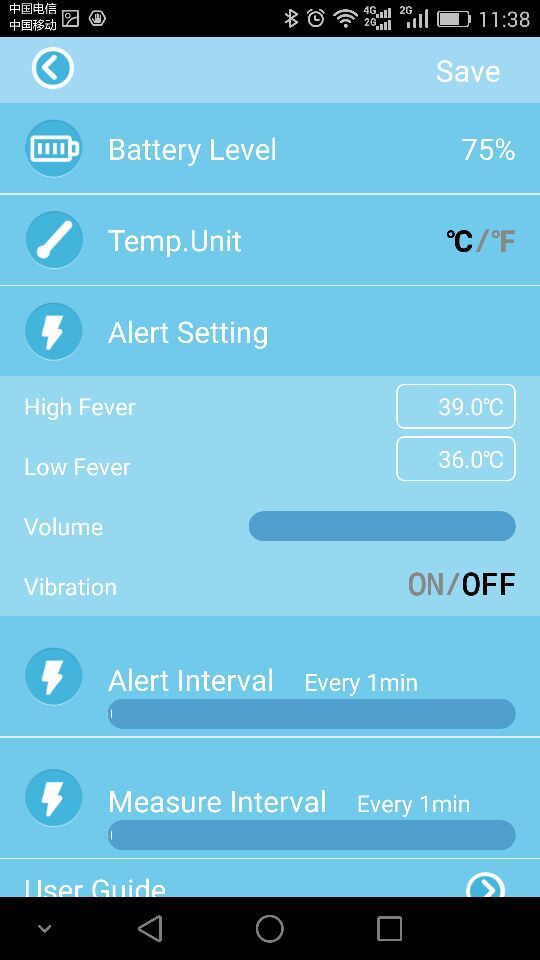 中国电信
中国移动
4G 2G 2G 11:38
Save
Battery Level 75%
Temp.Unit ℃/℉
Alert Setting
High Fever 39.0℃
Low Fever 36.0℃
Volume
Vibration ON/OFF
Alert Interval Every 1min
Measure Interval Every 1min
User Guide